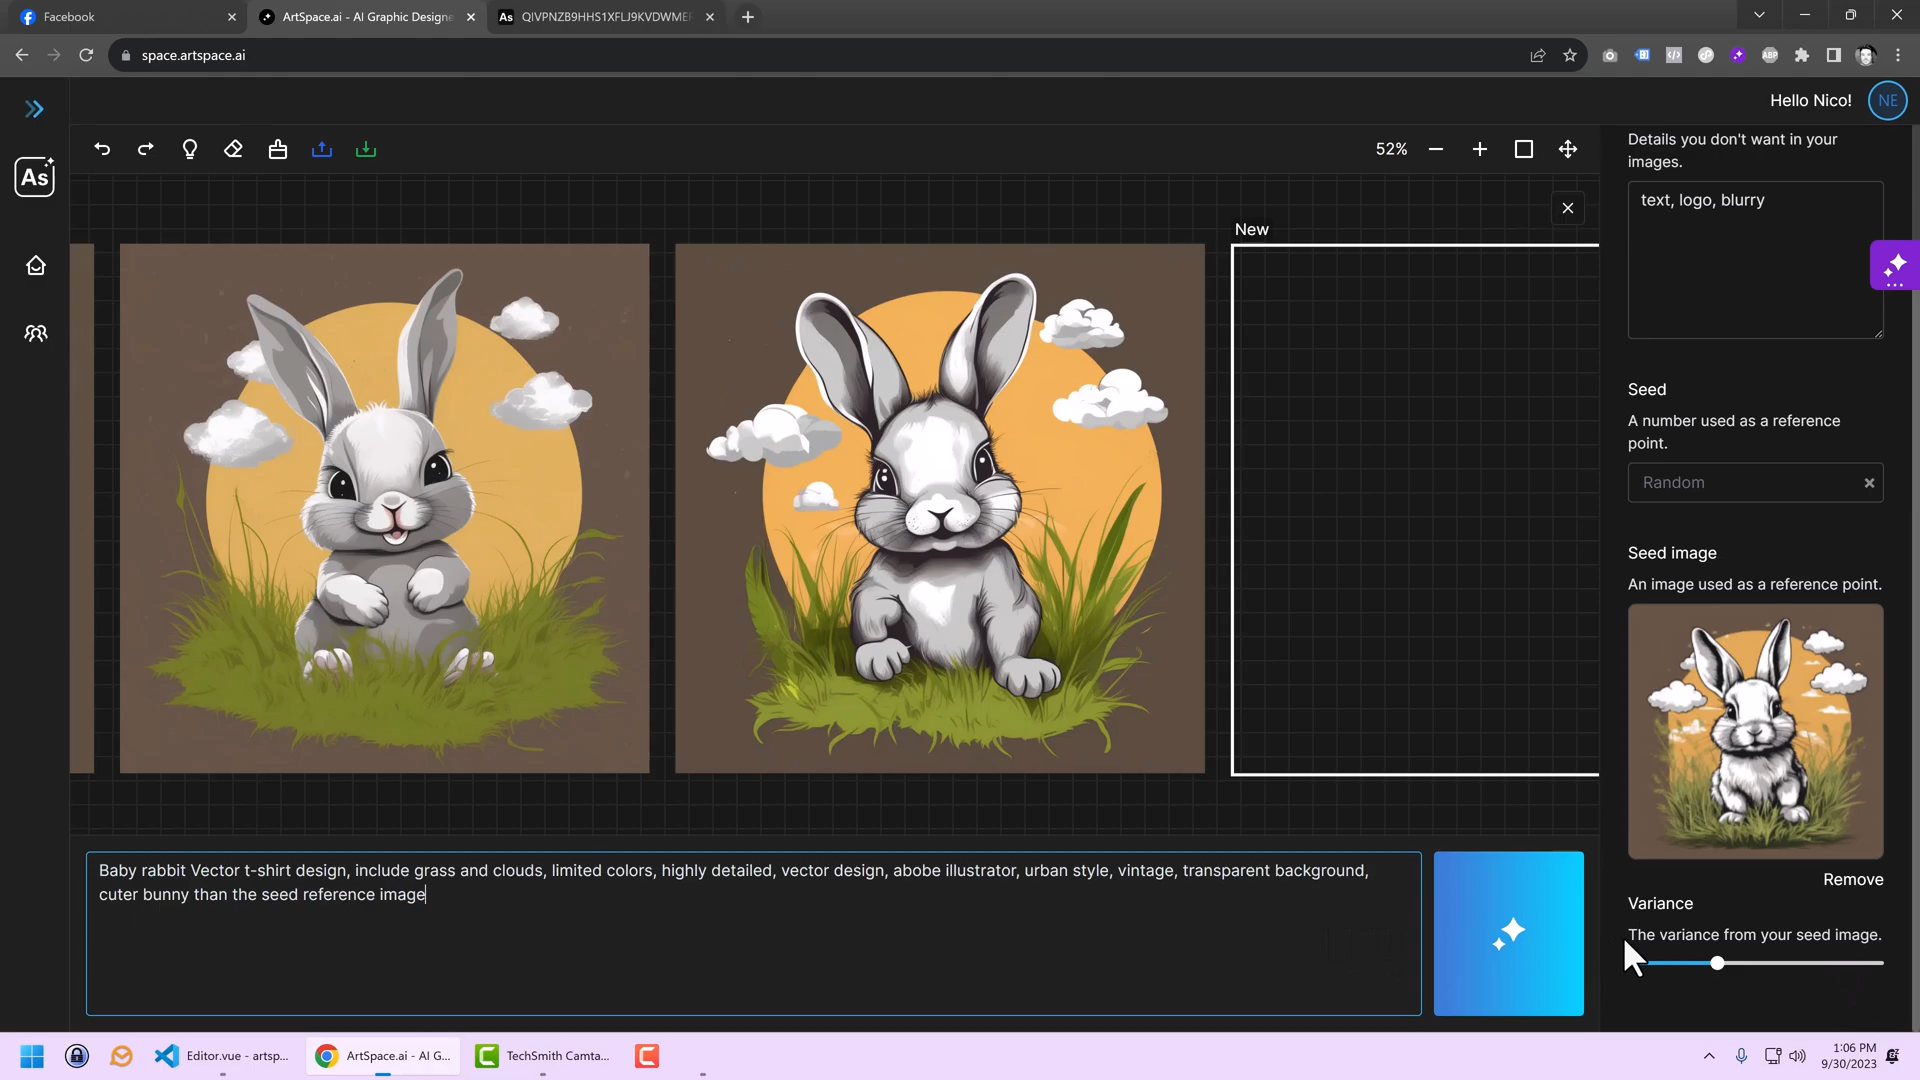 Facebook
ArtSpace.ai - AI Graphic Designe
As
QIVPNZB9HHS1XFLJ9KVDWME
space.artspace.ai
ABP
Hello Nico!
NE
As
52%
New
Details you don't want in your
images.
text, logo, blurry
Seed
A number used as a reference
point.
Random
Seed image
An image used as a reference point.
Remove
Variance
The variance from your seed image.
Baby rabbit Vector t-shirt design, include grass and clouds, limited colors, highly detailed, vector design, abobe illustrator, urban style, vintage, transparent background,
cuter bunny than the seed reference image
Editor.vue - artsp...
ArtSpace.ai - AI G...
TechSmith Camta...
1:06 PM
9/30/2023